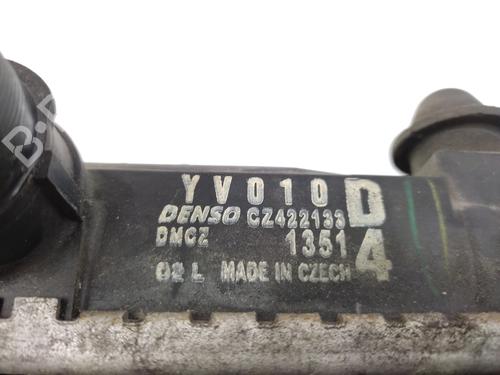 YV010 D
DENSO CZ422133
DMCZ 1351 4
02 L MADE IN CZECH